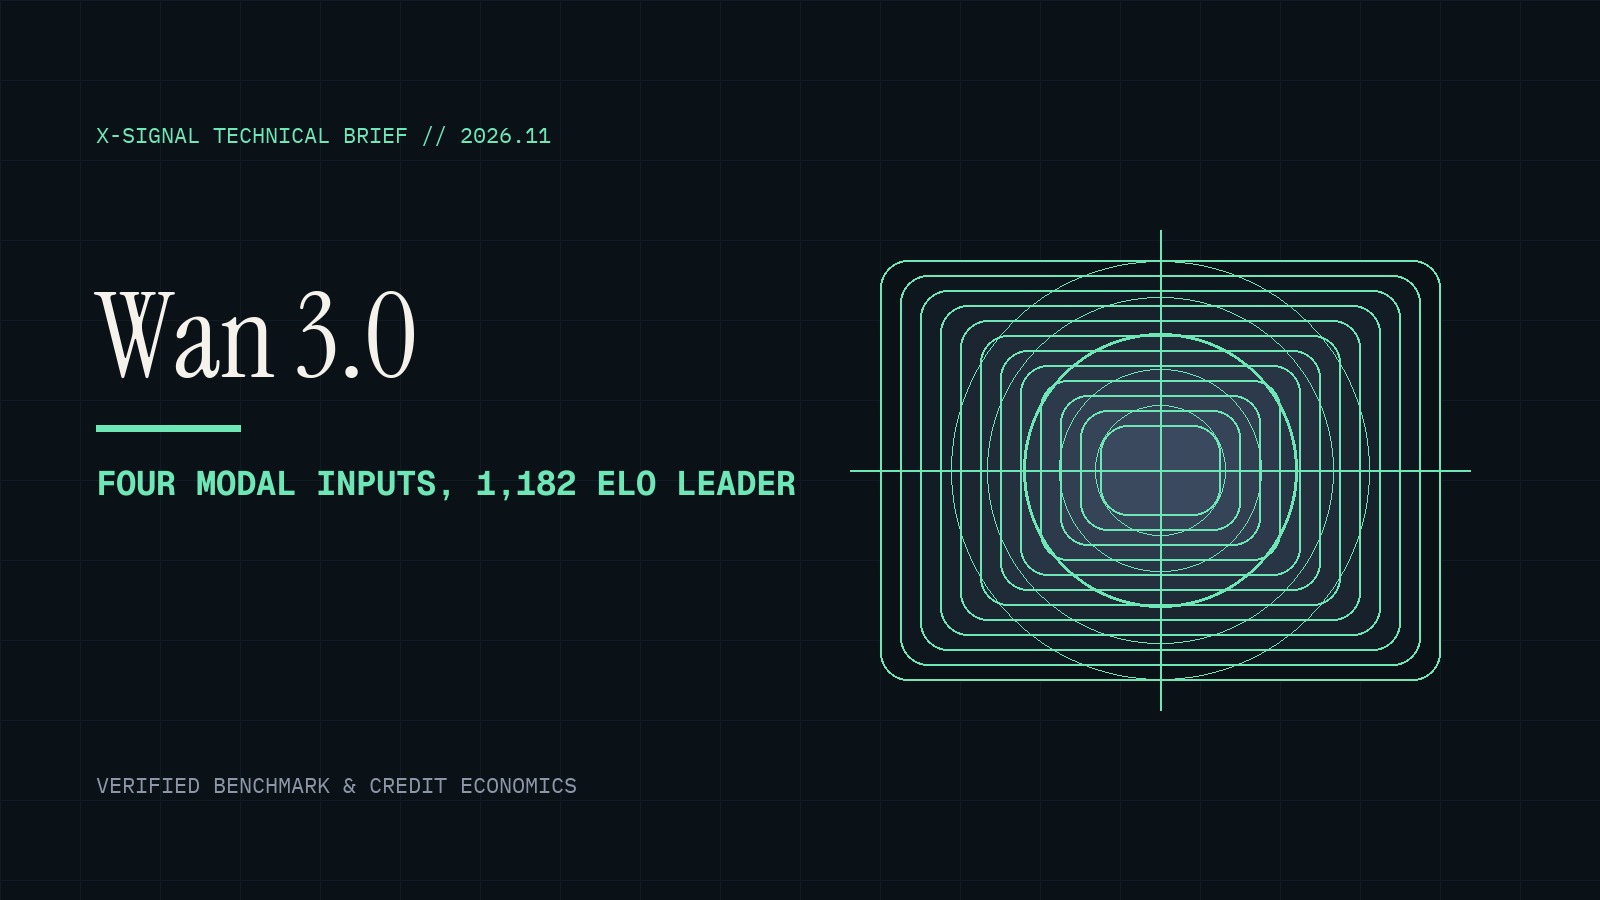 X-SIGNAL TECHNICAL BRIEF // 2026.11
Wan 3.0
FOUR MODAL INPUTS, 1,182 ELO LEADER
VERIFIED BENCHMARK & CREDIT ECONOMICS